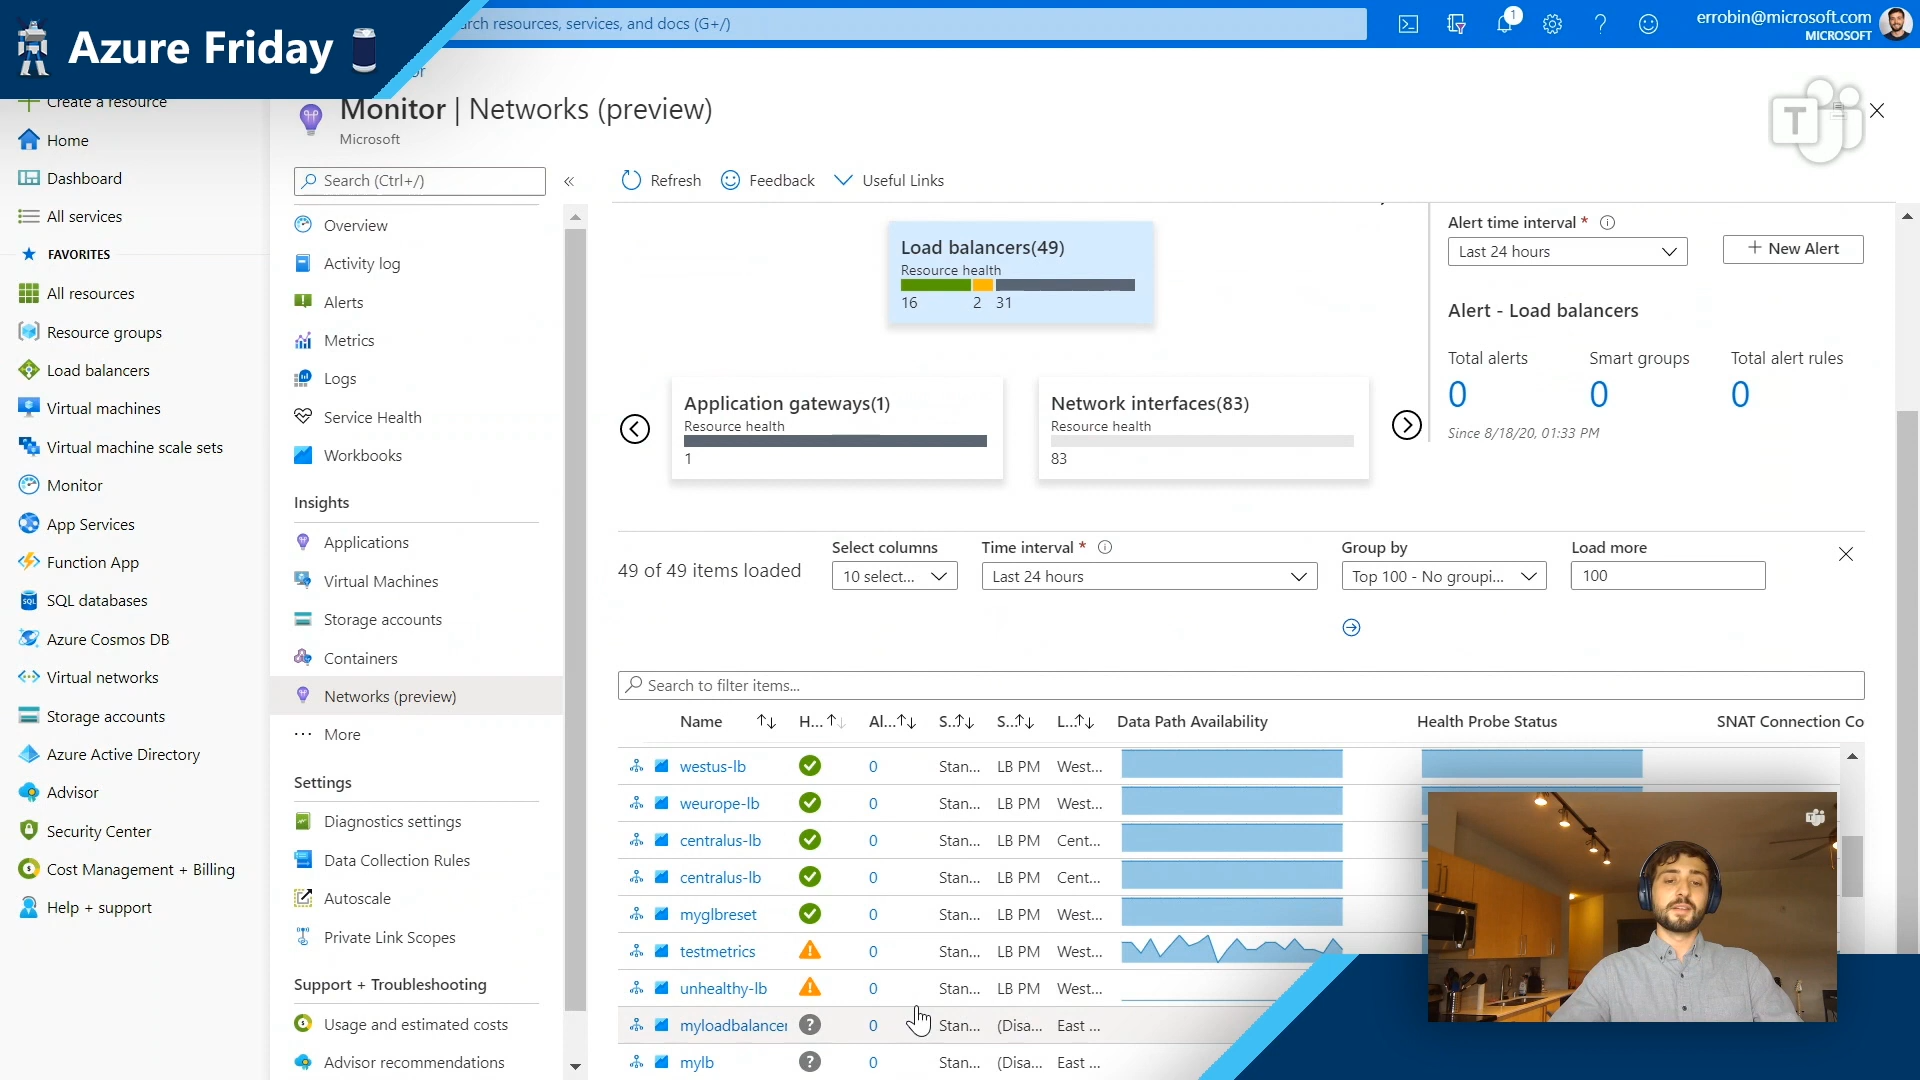 Azure Friday
arch resources, services, and docs (G+/)
1
errobin@microsoft.com
MICROSOFT
or
Create a resource
Home
Dashboard
All services
FAVORITES
All resources
Resource groups
Load balancers
Virtual machines
Virtual machine scale sets
Monitor
App Services
Function App
SQL databases
Azure Cosmos DB
Virtual networks
Storage accounts
Azure Active Directory
Advisor
Security Center
Cost Management + Billing
Help + support
Monitor | Networks (preview)
Microsoft
T
Search (Ctrl+/)
Overview
Activity log
Alerts
Metrics
Logs
Service Health
Workbooks
Insights
Applications
Virtual Machines
Storage accounts
Containers
Networks (preview)
More
Settings
Diagnostics settings
Data Collection Rules
Autoscale
Private Link Scopes
Support + Troubleshooting
Usage and estimated costs
Advisor recommendations
Refresh Feedback Useful Links
Load balancers(49)
Resource health
16 2 31
Application gateways(1)
Resource health
1
Network interfaces(83)
Resource health
83
Alert time interval *
Last 24 hours
+ New Alert
Alert - Load balancers
Total alerts Smart groups Total alert rules
0 0 0
Since 8/18/20, 01:33 PM
49 of 49 items loaded
Select columns
10 select...
Time interval *
Last 24 hours
Group by
Top 100 - No groupi...
Load more
100
Search to filter items...
Name H... Al... S.. S.. L.. Data Path Availability Health Probe Status SNAT Connection Co
westus-lb 0 Stan... LB PM West...
weurope-lb 0 Stan... LB PM West...
centralus-lb 0 Stan... LB PM Cent...
centralus-lb 0 Stan... LB PM Cent...
myglbreset 0 Stan... LB PM West...
testmetrics 0 Stan... LB PM West...
unhealthy-lb 0 Stan... LB PM West...
myloadbalancer 0 Stan... (Disa... East ...
mylb 0 Stan... (Disa... East ...